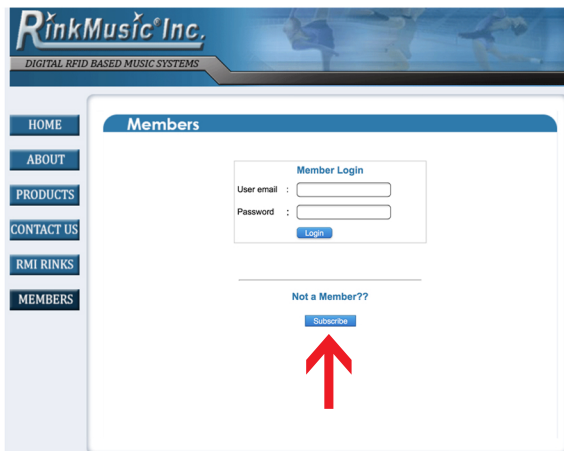 RinkMusic® Inc.
DIGITAL RFID BASED MUSIC SYSTEMS
HOME
ABOUT
PRODUCTS
CONTACT US
RMI RINKS
MEMBERS
Members
Member Login
User email :
Password :
Login
Not a Member??
Subscribe